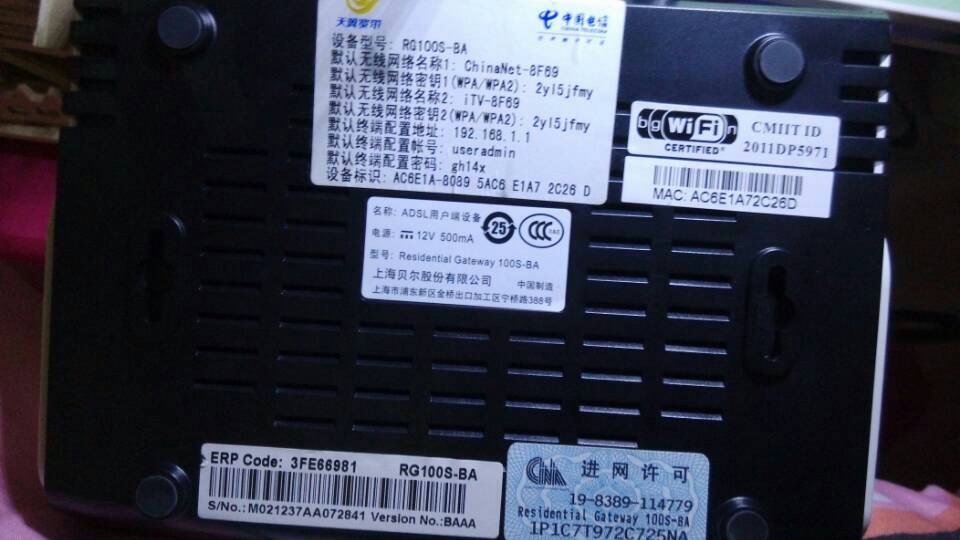 天翼宽带
中国电信
CHINA TELECOM
设备型号: RG100S-BA
默认无线网络名称1: ChinaNet-8F69
默认无线网络密钥1(WPA/WPA2): 2yl5jfmy
默认无线网络名称2: iTV-8F69
默认无线网络密钥2(WPA/WPA2): 2yl5jfmy
默认终端配置地址: 192.168.1.1
默认终端配置帐号: useradmin
默认终端配置密码: gh14x
设备标识: AC6E1A-8089 5AC6 E1A7 2C26 D
bg WiFi n
CERTIFIED
CMIIT ID
2011DP5971
MAC: AC6E1A72C26D
名称: ADSL用户端设备
25
CCC
电源: 12V 500mA
型号: Residential Gateway 100S-BA
上海贝尔股份有限公司 中国制造
上海市浦东新区金桥出口加工区宁桥路388号
ERP Code: 3FE66981 RG100S-BA
S/No.: M021237AA072841 Version No.:BAAA
进网许可
19-8389-114779
Residential Gateway 100S-BA
1P1C7T972C725NA